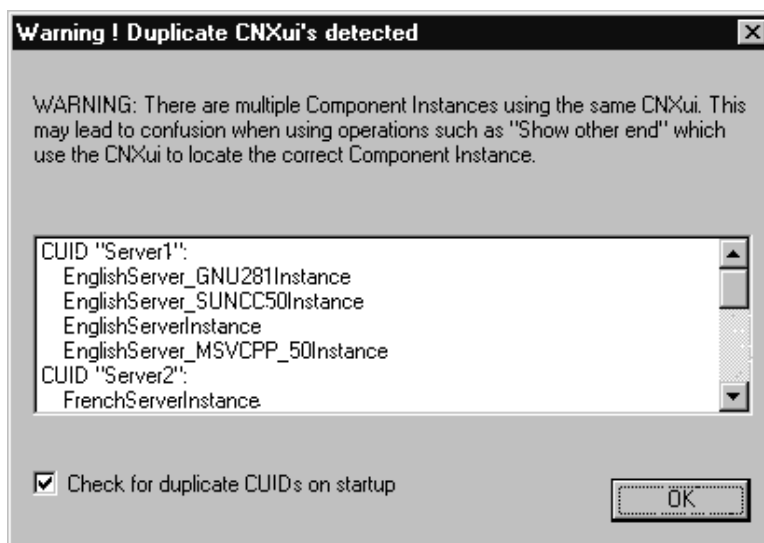 Warning ! Duplicate CNXui's detected
WARNING: There are multiple Component Instances using the same CNXui. This
may lead to confusion when using operations such as "Show other end" which
use the CNXui to locate the correct Component Instance.
CUID "Server1":
EnglishServer_GNU281Instance
EnglishServer_SUNCC50Instance
EnglishServerInstance
EnglishServer_MSVCPP_50Instance
CUID "Server2":
FrenchServerInstance
Check for duplicate CUIDs on startup
OK